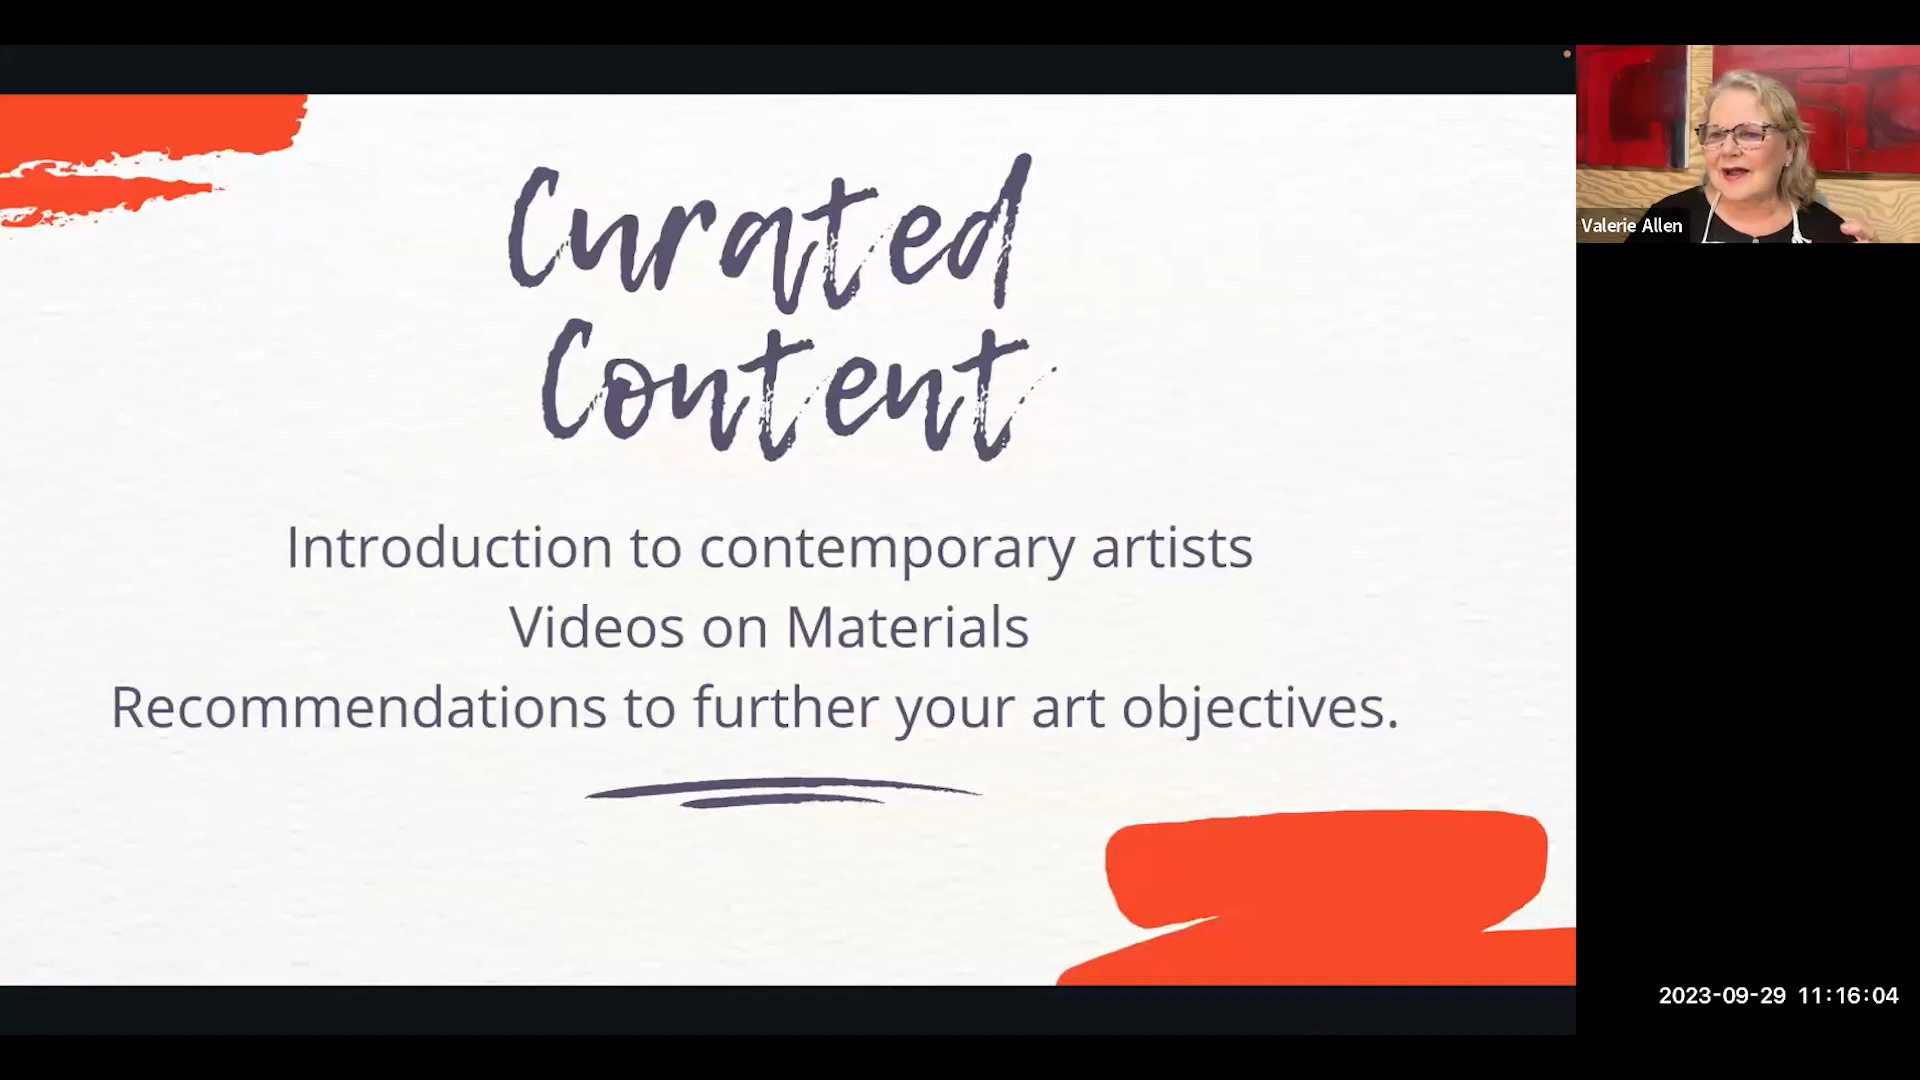 Curated
Content
Introduction to contemporary artists
Videos on Materials
Recommendations to further your art objectives.
Valerie Allen
2023-09-29 11:16:04